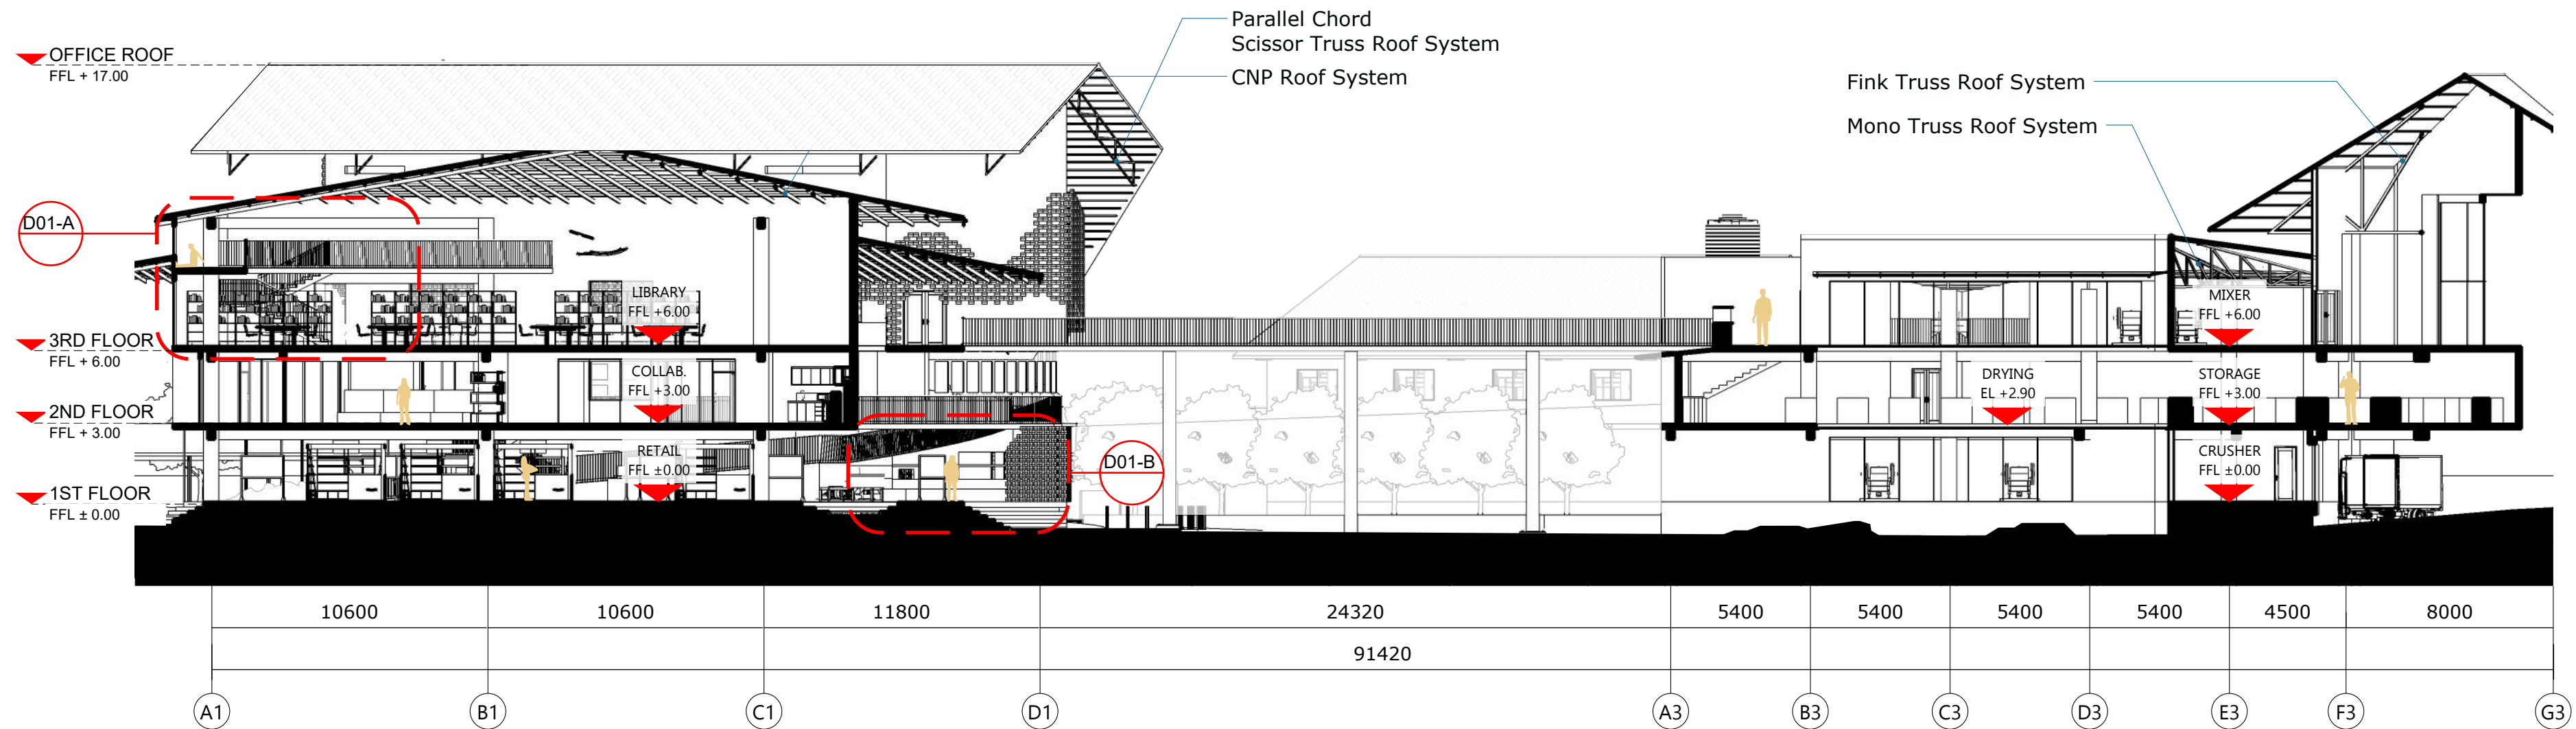 Parallel Chord
Scissor Truss Roof System
CNP Roof System
Fink Truss Roof System
Mono Truss Roof System
OFFICE ROOF
FFL + 17.00
D01-A
LIBRARY
FFL +6.00
MIXER
FFL +6.00
3RD FLOOR
FFL + 6.00
COLLAB.
FFL +3.00
DRYING
EL +2.90
STORAGE
FFL +3.00
2ND FLOOR
FFL + 3.00
RETAIL
FFL ±0.00
D01-B
CRUSHER
FFL ±0.00
1ST FLOOR
FFL ± 0.00
10600 10600 11800 24320 5400 5400 5400 5400 4500 8000
91420
A1 B1 C1 D1 A3 B3 C3 D3 E3 F3 G3